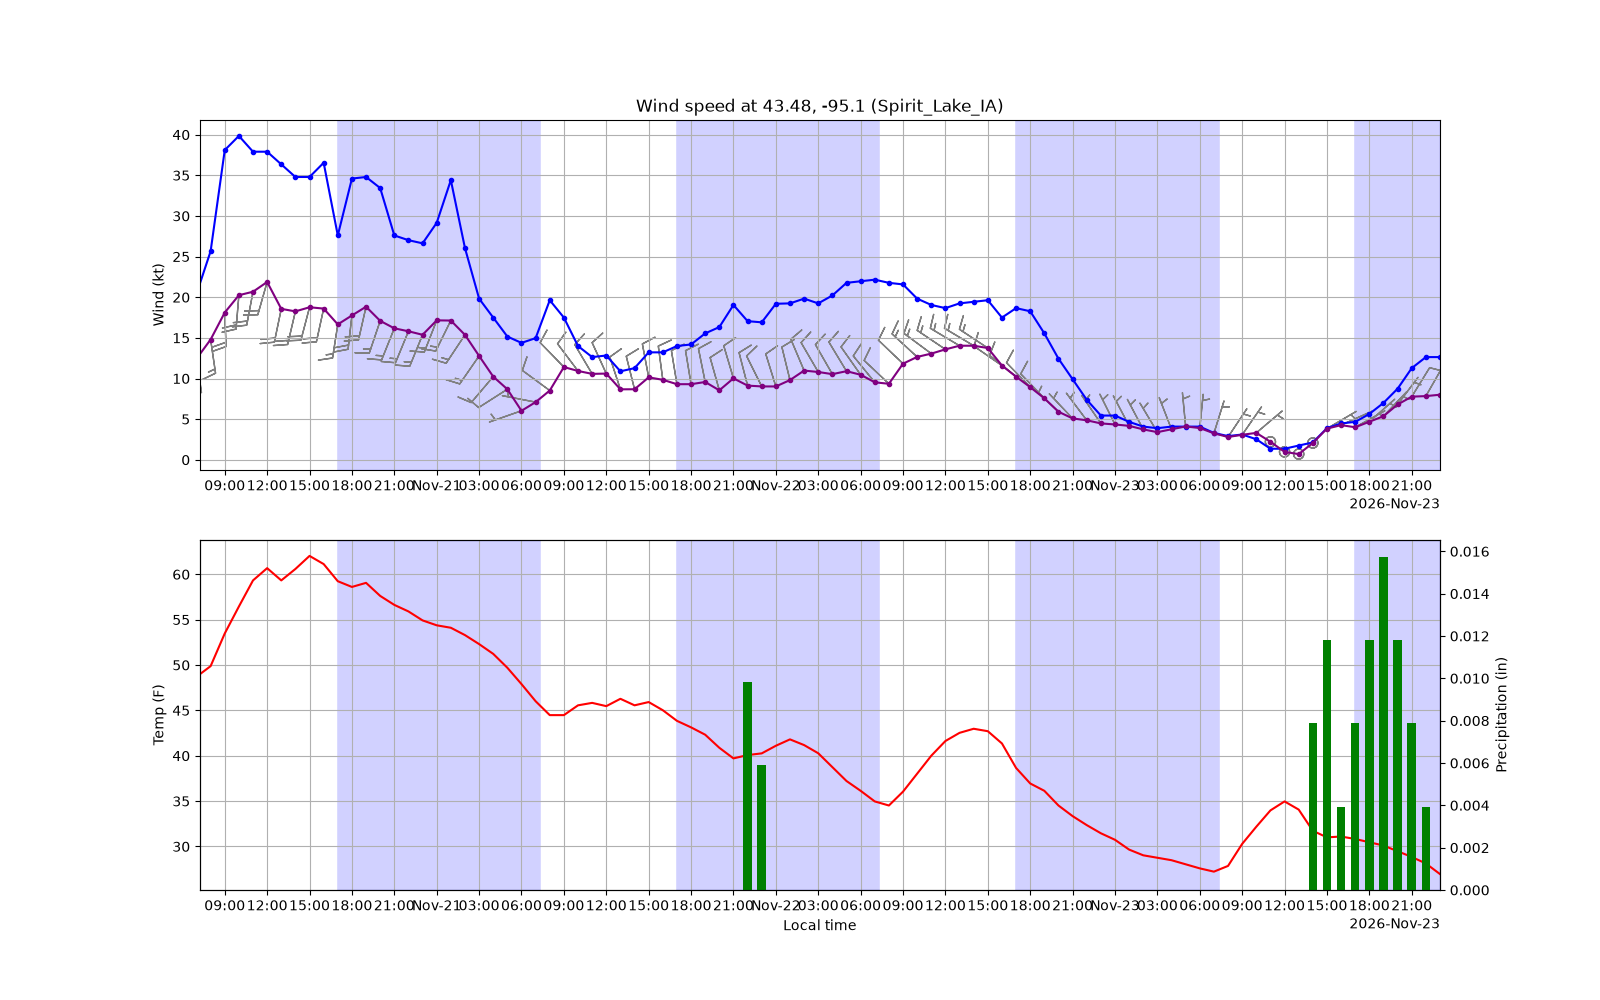 Wind speed at 43.48, -95.1 (Spirit_Lake_IA)
Wind (kt)
40
35
30
25
20
15
10
5
0
09:00 12:00 15:00 18:00 21:00 Nov-21 03:00 06:00 09:00 12:00 15:00 18:00 21:00 Nov-22 03:00 06:00 09:00 12:00 15:00 18:00 21:00 Nov-23 03:00 06:00 09:00 12:00 15:00 18:00 21:00
2026-Nov-23
Temp (F)
60
55
50
45
40
35
30
0.016
0.014
0.012
0.010
0.008
0.006
0.004
0.002
0.000
Precipitation (in)
09:00 12:00 15:00 18:00 21:00 Nov-21 03:00 06:00 09:00 12:00 15:00 18:00 21:00 Nov-22 03:00 06:00 09:00 12:00 15:00 18:00 21:00 Nov-23 03:00 06:00 09:00 12:00 15:00 18:00 21:00
Local time
2026-Nov-23